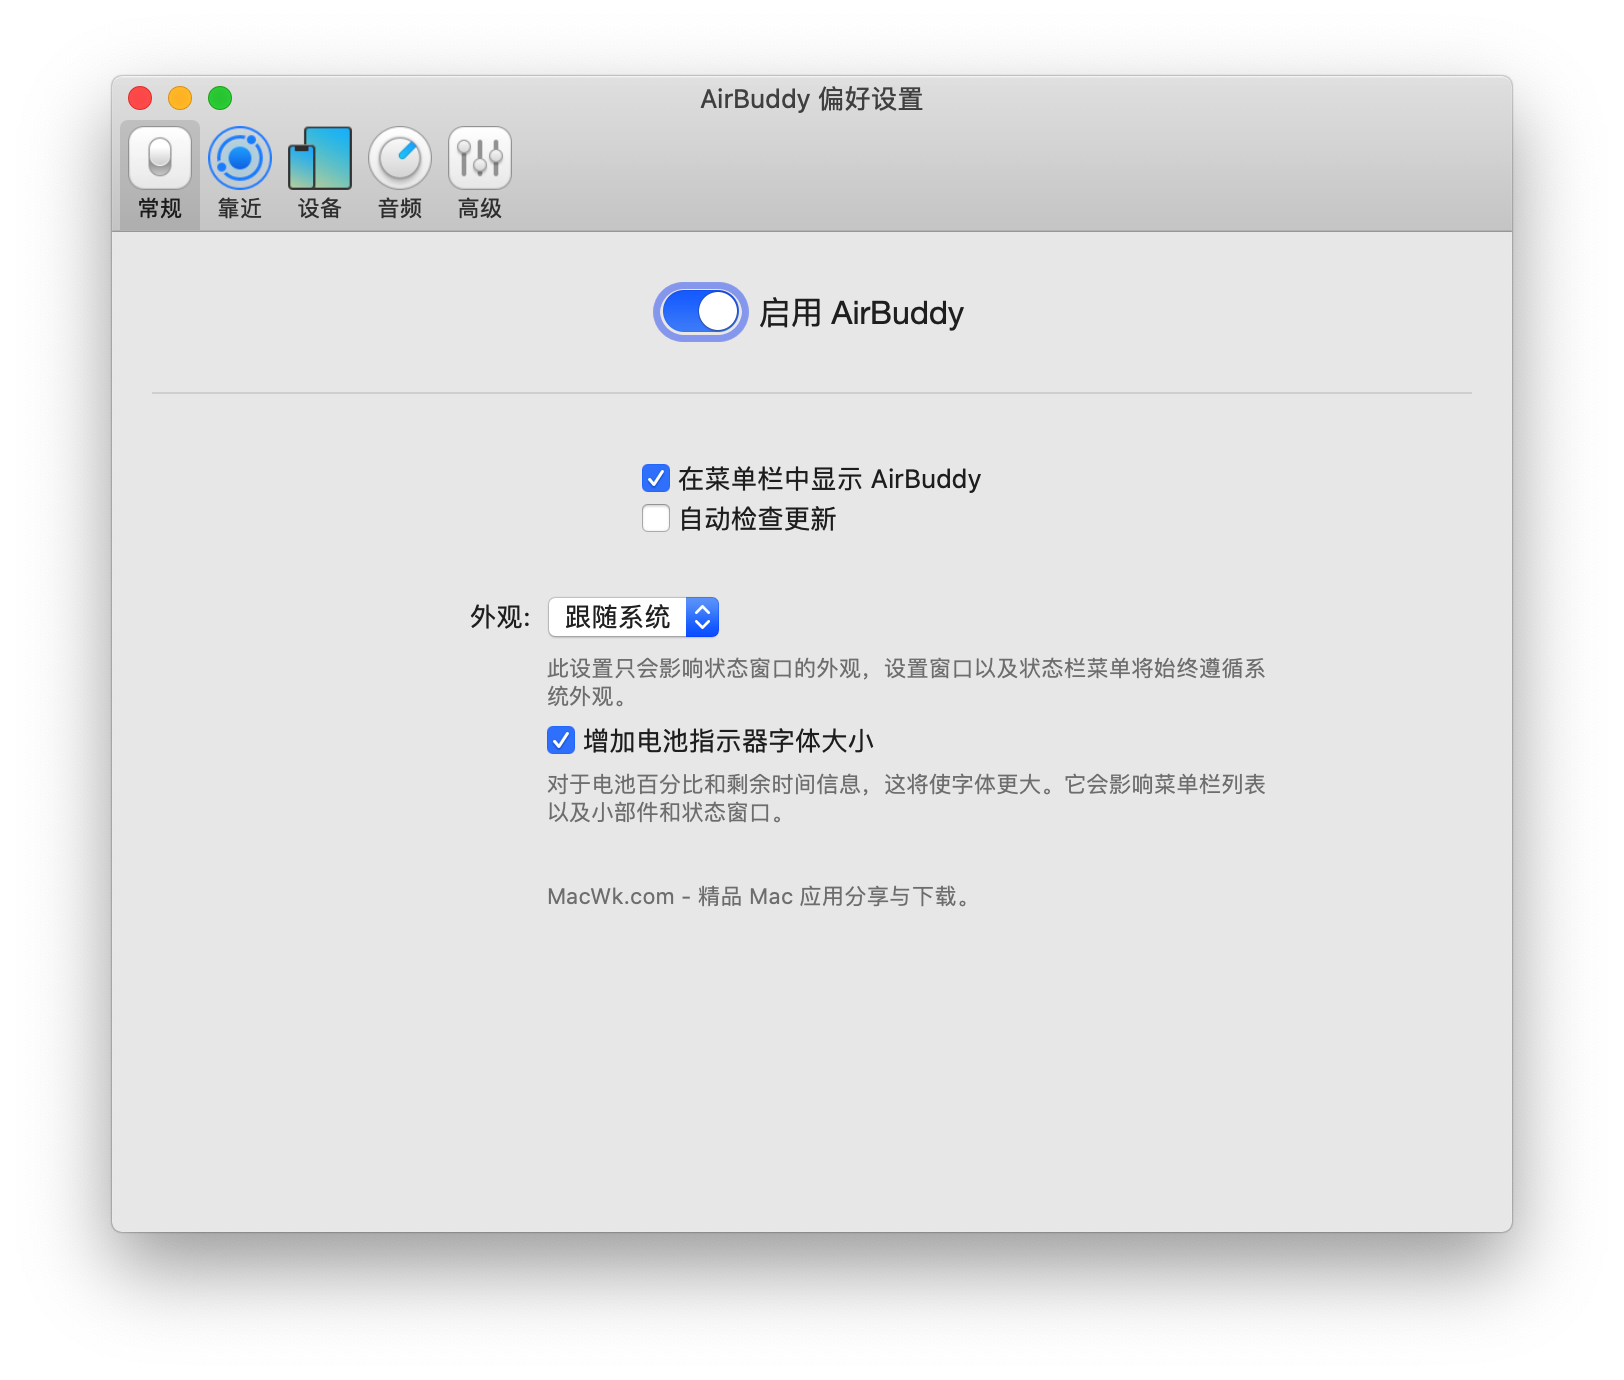 AirBuddy 偏好设置
常规 靠近 设备 音频 高级
启用 AirBuddy
在菜单栏中显示 AirBuddy
自动检查更新
外观: 跟随系统
此设置只会影响状态窗口的外观，设置窗口以及状态栏菜单将始终遵循系
统外观。
增加电池指示器字体大小
对于电池百分比和剩余时间信息，这将使字体更大。它会影响菜单栏列表
以及小部件和状态窗口。
MacWk.com - 精品 Mac 应用分享与下载。